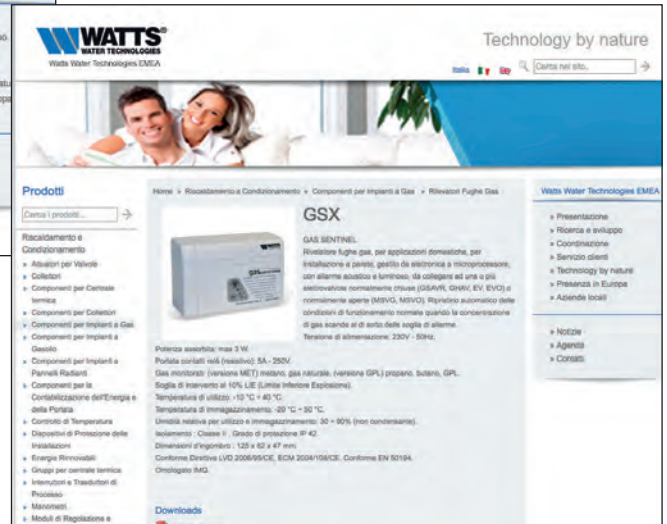 WATTS®
WATER TECHNOLOGIES
Watts Water Technologies EMEA
Technology by nature
Italia
Cerca nel sito..
Prodotti
Cerca i prodotti...
Riscaldamento e
Condizionamento
» Attuatori per Valvole
» Collettori
» Componenti per Centrale
termica
» Componenti per Collettori
» Componenti per Impianti a Gas
» Componenti per Impianti a
Gasolio
» Componenti per Impianti a
Pannelli Radianti
» Componenti per la
Contabilizzazione dell'Energia e
della Portata
» Controllo di Temperatura
» Dispositivi di Protezione delle
Installazioni
» Energie Rinnovabili
» Gruppi per centrale termica
» Interruttori e Trasduttori di
Processo
» Manometri
» Moduli di Regolazione e
Home » Riscaldamento e Condizionamento » Componenti per Impianti a Gas » Rilevatori Fughe Gas
GSX
GAS SENTINEL.
Rivelatore fughe gas, per applicazioni domestiche, per
installazione a parete, gestito da elettronica a microprocessore,
con allarme acustico e luminoso, da collegare ad una o più
elettrovalvole normalmente chiuse (GSAVR, GHAV, EV, EVO) o
normalmente aperte (MSVG, MSVO). Ripristino automatico delle
condizioni di funzionamento normale quando la concentrazione
di gas scende al di sotto della soglia di allarme.
Tensione di alimentazione: 230V - 50Hz.
Potenza assorbita: max 3 W.
Portata contatti relè (resistivo): 5A - 250V.
Gas monitorati: (versione MET) metano, gas naturale, (versione GPL) propano, butano, GPL.
Soglia di intervento al 10% LIE (Limite Inferiore Esplosione).
Temperatura di utilizzo: -10 °C ÷ 40 °C.
Temperatura di immagazzinamento: -20 °C ÷ 50 °C.
Umidità relativa per utilizzo e immagazzinamento: 30 ÷ 90% (non condensante).
Isolamento : Classe II . Grado di protezione IP 42.
Dimensioni d'ingombro : 125 x 82 x 47 mm.
Conforme Direttiva LVD 2006/95/CE, ECM 2004/108/CE. Conforme EN 50194.
Omologato IMQ.
Downloads
Watts Water Technologies EMEA
» Presentazione
» Ricerca e sviluppo
» Coordinazione
» Servizio clienti
» Technology by nature
» Presenza in Europa
» Aziende locali
» Notizie
» Agenda
» Contatti